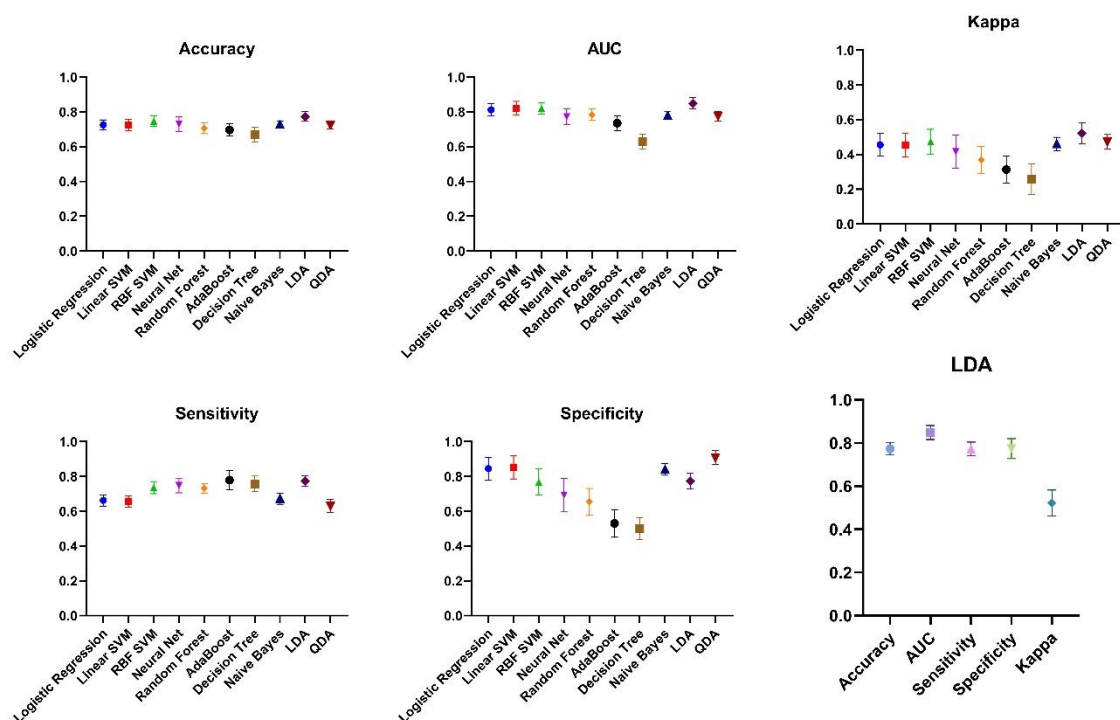 Accuracy
1.0
0.8
0.6
0.4
0.2
0.0
Logistic Regression
Linear SVM
RBF SVM
Neural Net
Random Forest
AdaBoost
Decision Tree
Naive Bayes
LDA
QDA
AUC
1.0
0.8
0.6
0.4
0.2
0.0
Logistic Regression
Linear SVM
RBF SVM
Neural Net
Random Forest
AdaBoost
Decision Tree
Naive Bayes
LDA
QDA
Kappa
1.0
0.8
0.6
0.4
0.2
0.0
Logistic Regression
Linear SVM
RBF SVM
Neural Net
Random Forest
AdaBoost
Decision Tree
Naive Bayes
LDA
QDA
Sensitivity
1.0
0.8
0.6
0.4
0.2
0.0
Logistic Regression
Linear SVM
RBF SVM
Neural Net
Random Forest
AdaBoost
Decision Tree
Naive Bayes
LDA
QDA
Specificity
1.0
0.8
0.6
0.4
0.2
0.0
Logistic Regression
Linear SVM
RBF SVM
Neural Net
Random Forest
AdaBoost
Decision Tree
Naive Bayes
LDA
QDA
LDA
1.0
0.8
0.6
0.4
0.2
0.0
Accuracy
AUC
Sensitivity
Specificity
Kappa